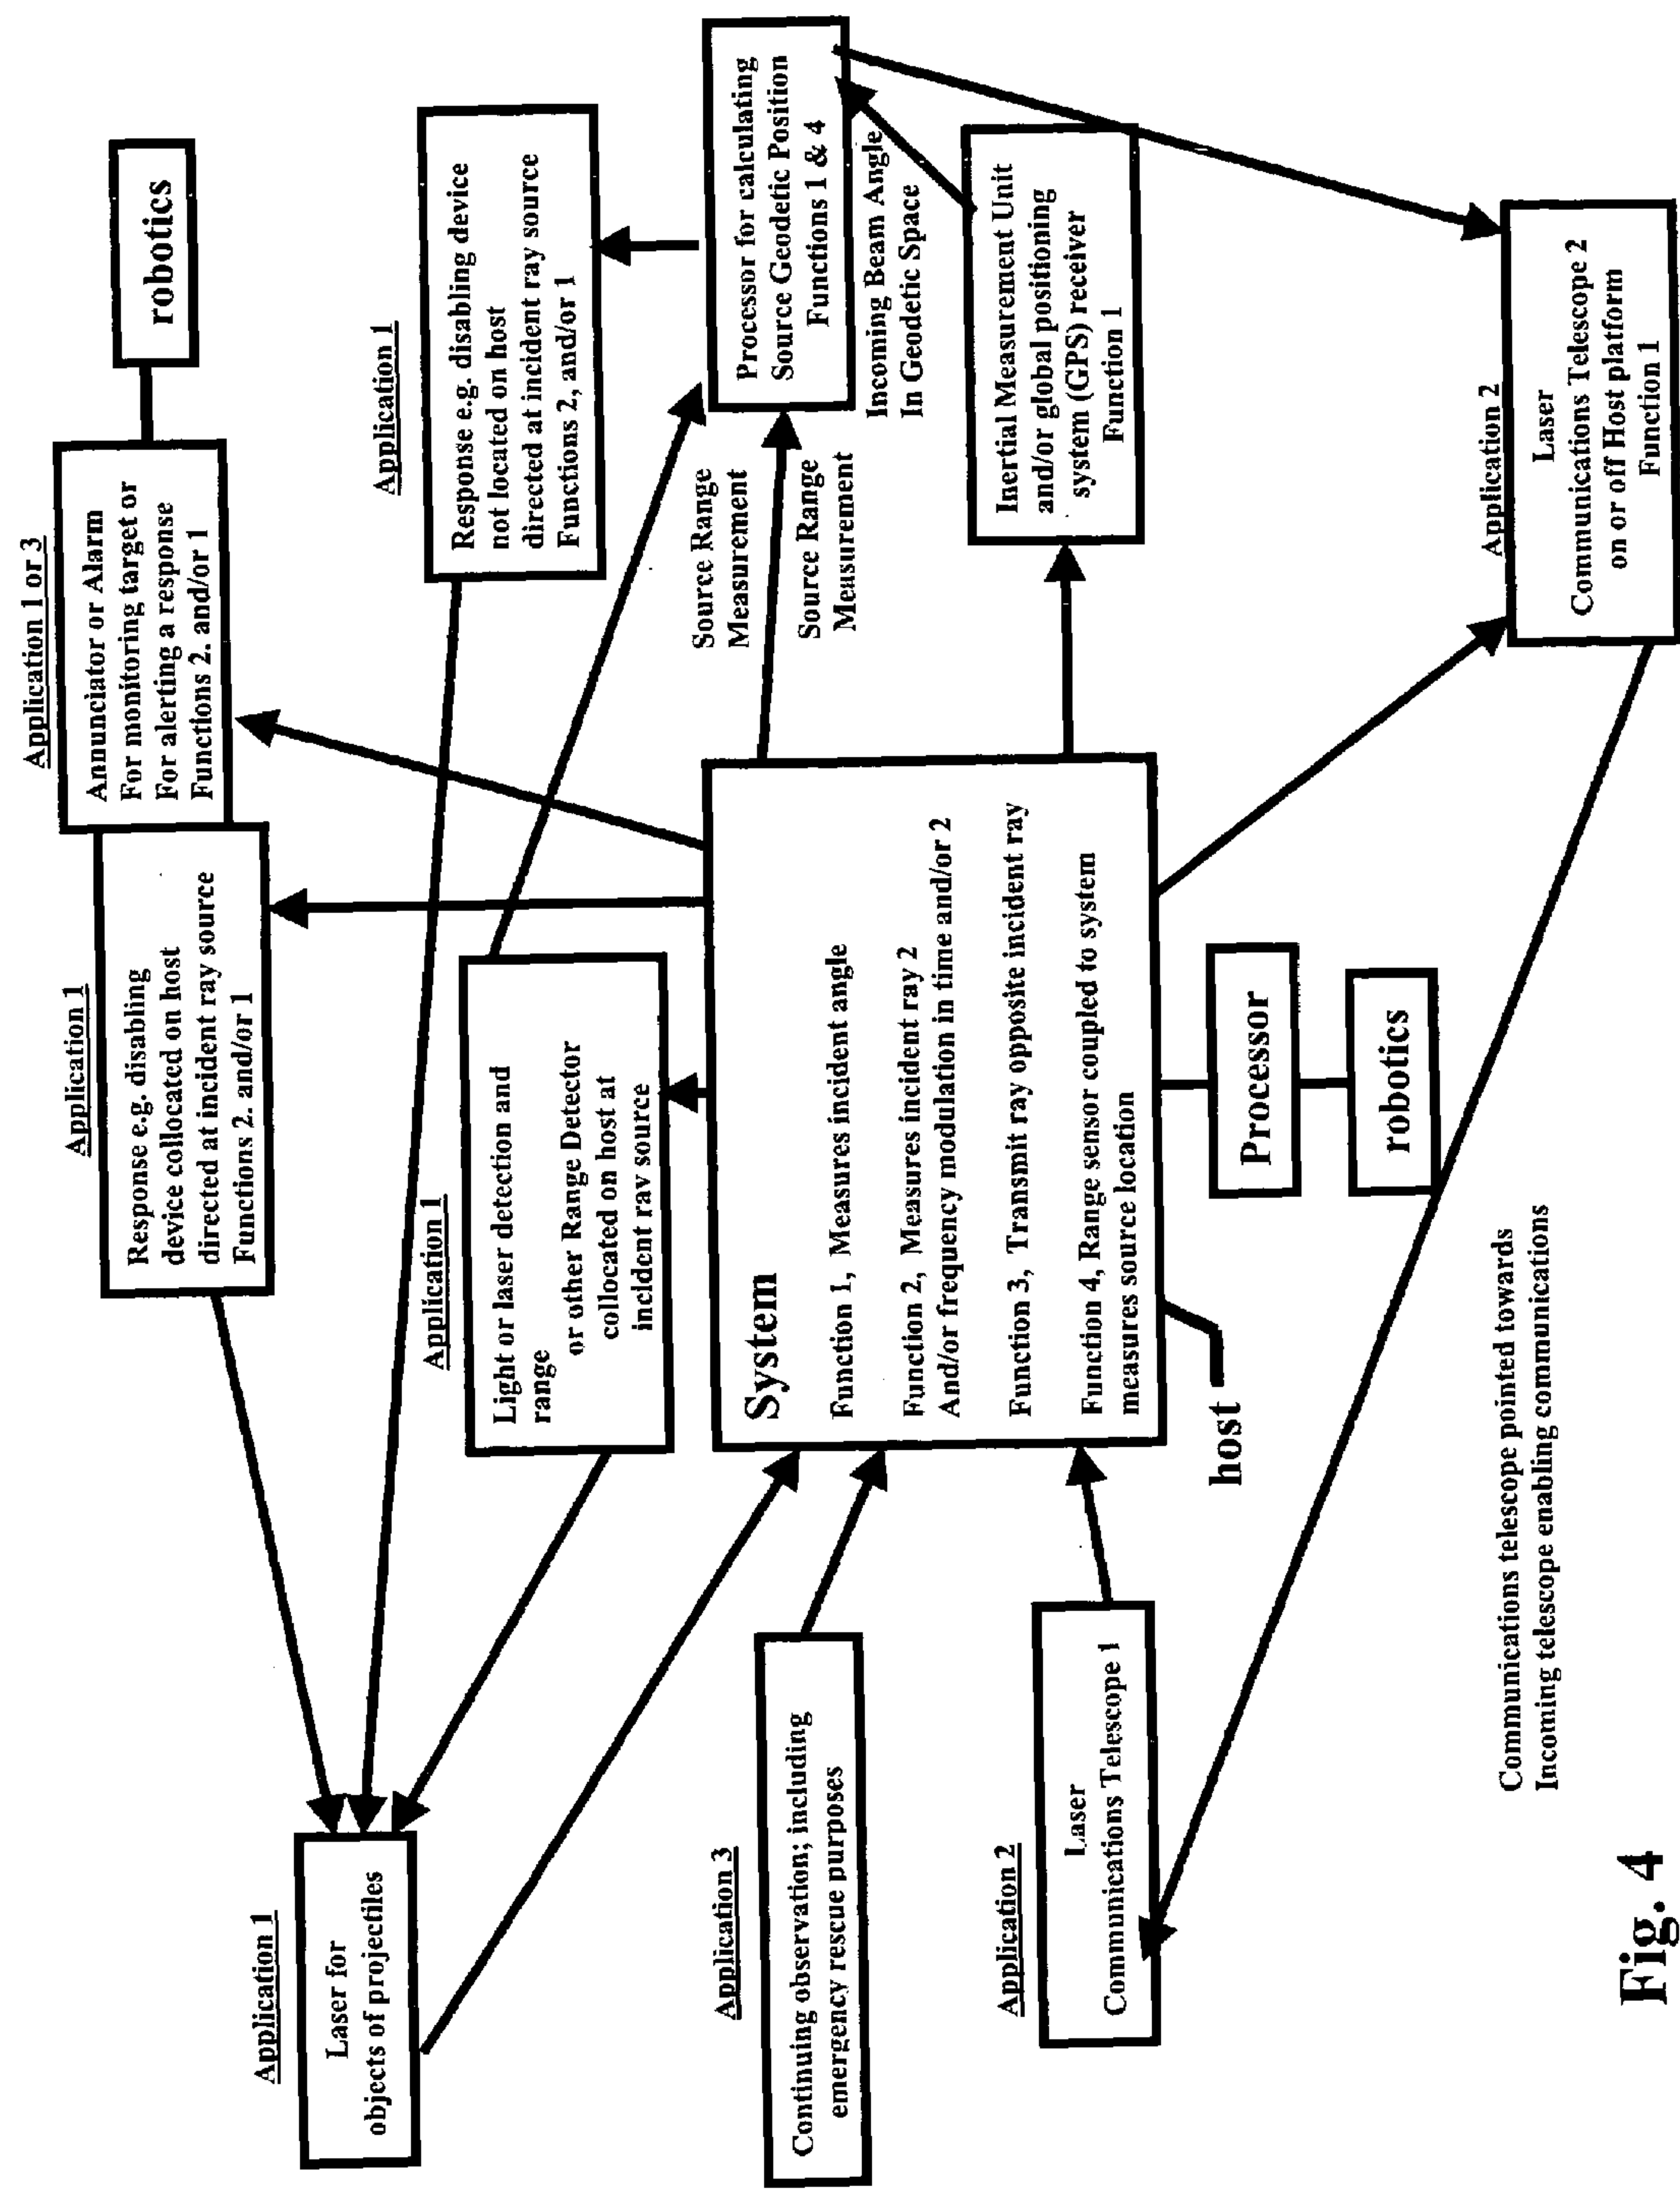 Application 1
Laser for
objects of projectiles
Application 3
Continuing observation; including
emergency rescue purposes
Application 2
Laser
Communications Telescope 1
Application 1
Response e.g. disabling
device collocated on host
directed at incident ray source
Functions 2. and/or 1
Application 1 or 3
Annunciator or Alarm
For monitoring target or
For alerting a response
Functions 2. and/or 1
robotics
Application 1
Light or laser detection and
range
or other Range Detector
collocated on host at
incident rav source
Application 1
Response e.g. disabling device
not located on host
directed at incident ray source
Functions 2, and/or 1
System
Function 1, Measures incident angle
Function 2, Measures incident ray 2
And/or frequency modulation in time and/or 2
Function 3, Transmit ray opposite incident ray
Function 4, Range sensor coupled to system
measures source location
host
Processor
robotics
Source Range
Measurement
Source Range
Measurement
Processor for calculating
Source Geodetic Position
Functions 1 & 4
Incoming Beam Angle
In Geodetic Space
Inertial Measurement Unit
and/or global positioning
system (GPS) receiver
Function 1
Application 2
Laser
Communications Telescope 2
on or off Host platform
Function 1
Communications telescope pointed towards
Incoming telescope enabling communications
Fig. 4